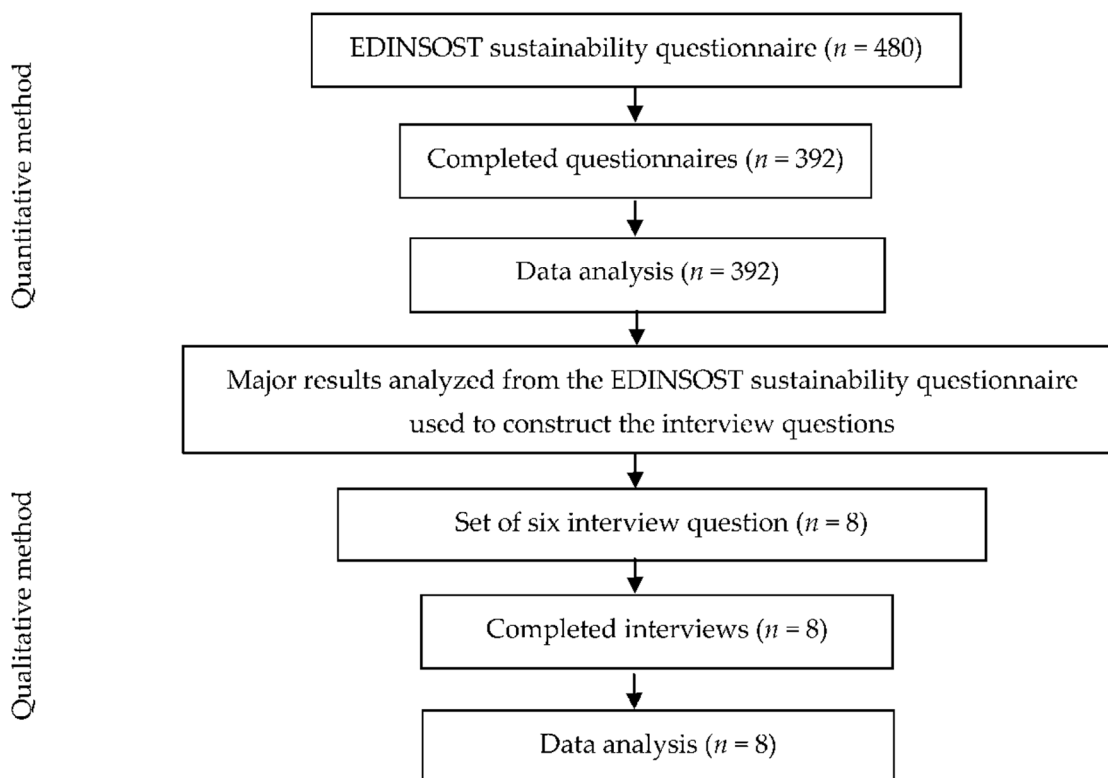 Quantitative method
EDINSOST sustainability questionnaire (n = 480)
Completed questionnaires (n = 392)
Data analysis (n = 392)
Major results analyzed from the EDINSOST sustainability questionnaire
used to construct the interview questions
Qualitative method
Set of six interview question (n = 8)
Completed interviews (n = 8)
Data analysis (n = 8)